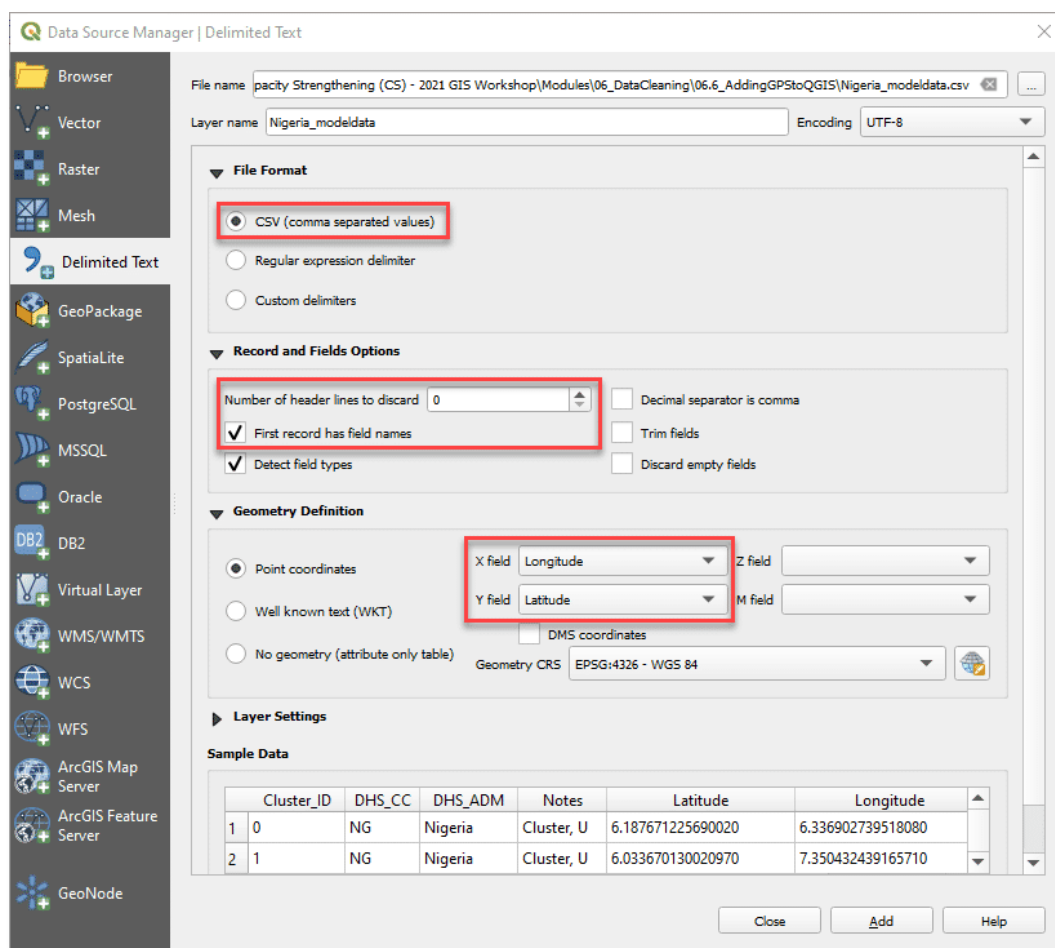 Data Source Manager | Delimited Text
Browser
Vector
Raster
Mesh
Delimited Text
GeoPackage
SpatiaLite
PostgreSQL
MSSQL
Oracle
DB2 DB2
Virtual Layer
WMS/WMTS
WCS
WFS
ArcGIS Map
Server
ArcGIS Feature
Server
GeoNode
File name pacity Strengthening (CS) - 2021 GIS Workshop\Modules\06_DataCleaning\06.6_AddingGPStoQGIS\Nigeria_modeldata.csv ...
Layer name Nigeria_modeldata Encoding UTF-8
File Format
CSV (comma separated values)
Regular expression delimiter
Custom delimiters
Record and Fields Options
Number of header lines to discard 0 Decimal separator is comma
First record has field names Trim fields
Detect field types Discard empty fields
Geometry Definition
Point coordinates X field Longitude Z field
Well known text (WKT) Y field Latitude M field
DMS coordinates
No geometry (attribute only table) Geometry CRS EPSG:4326 - WGS 84
Layer Settings
Sample Data
Cluster_ID DHS_CC DHS_ADM Notes Latitude Longitude
1 0 NG Nigeria Cluster, U 6.187671225690020 6.336902739518080
2 1 NG Nigeria Cluster, U 6.033670130020970 7.350432439165710
Close Add Help